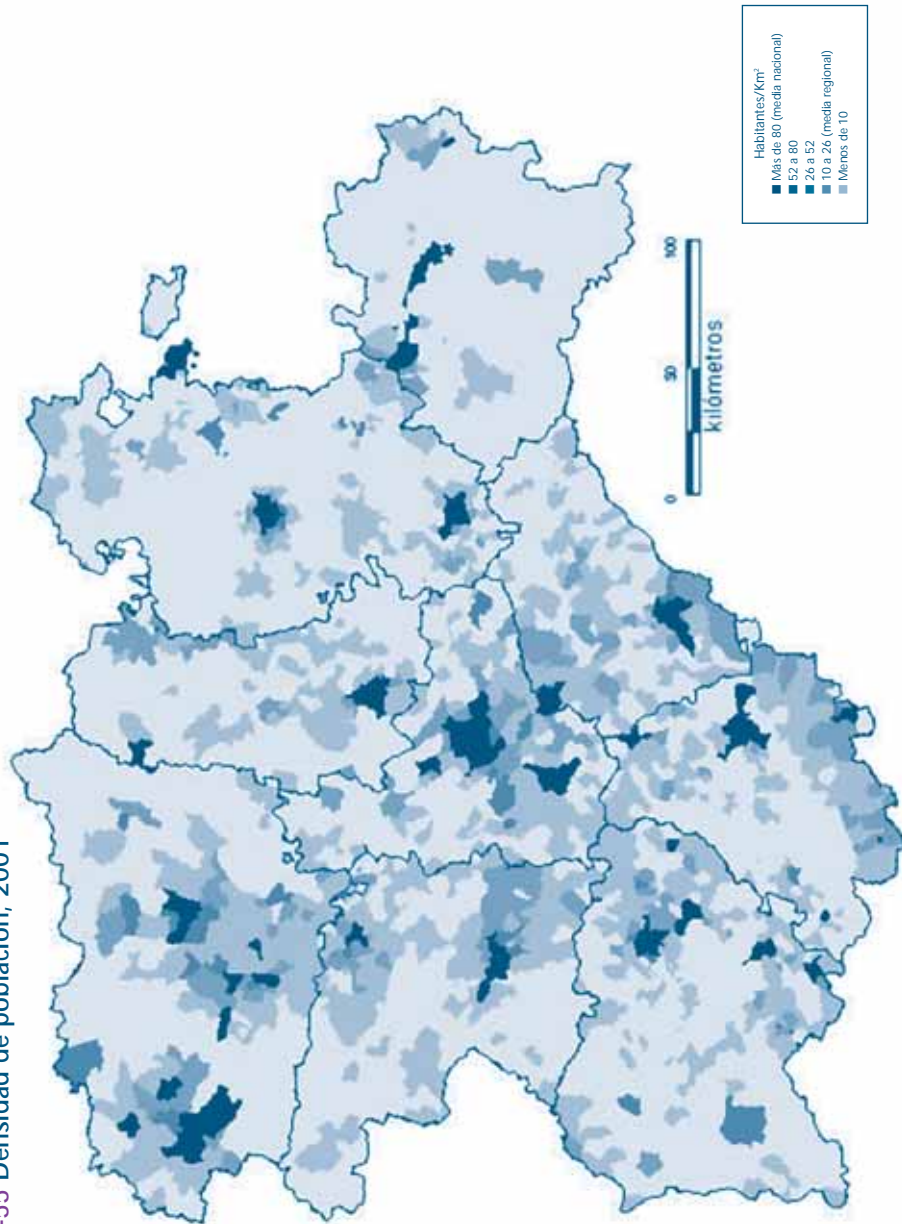 -55 Densidad de población, 2001
Habitantes/Km²
Más de 80 (media nacional)
52 a 80
26 a 52
10 a 26 (media regional)
Menos de 10
0 50 100
kilómetros